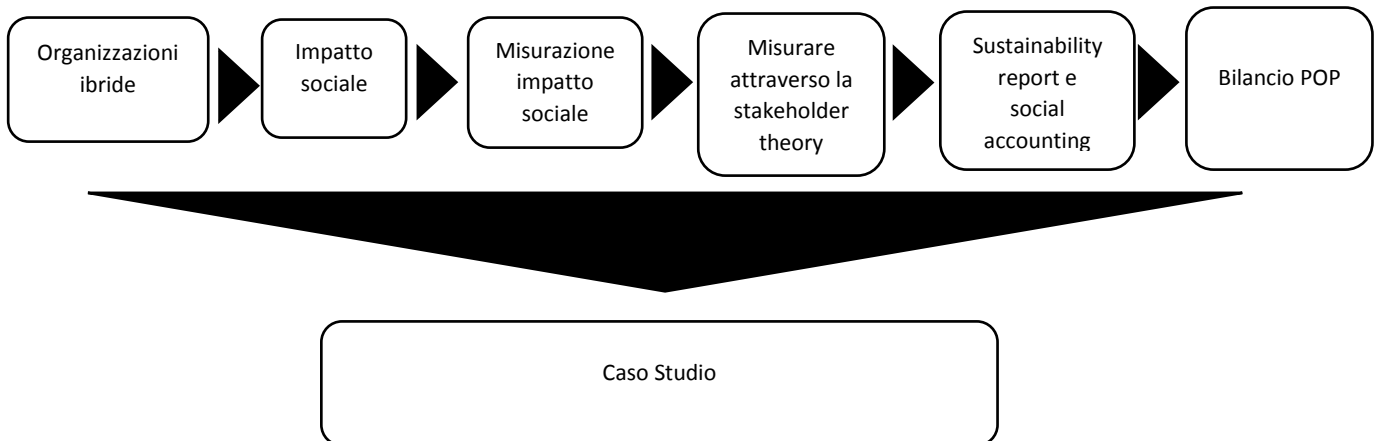 Organizzazioni
ibride
Impatto
sociale
Misurazione
impatto
sociale
Misurare
attraverso la
stakeholder
theory
Sustainability
report e
social
accounting
Bilancio POP
Caso Studio